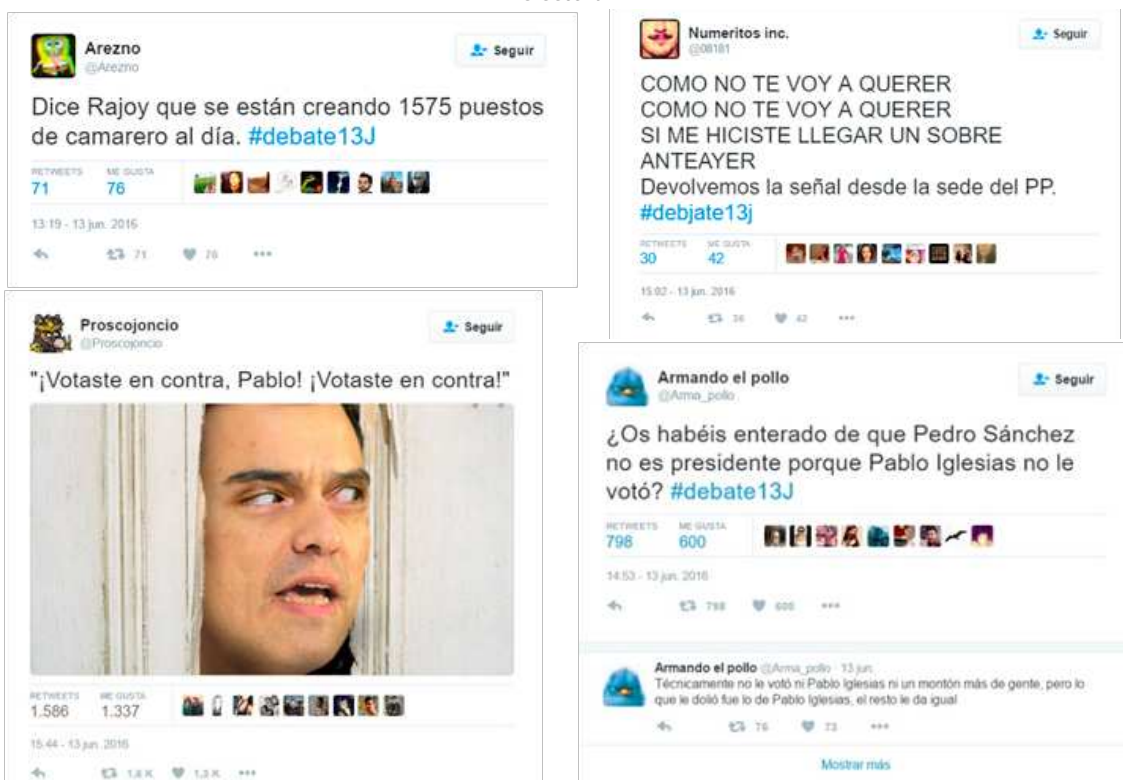 Arezno
@Arezno
Seguir
Dice Rajoy que se están creando 1575 puestos
de camarero al día. #debate13J
RETWEETS ME GUSTA
71 76
13:19 - 13 jun. 2016
71 76
Numeritos inc.
@08181
Seguir
COMO NO TE VOY A QUERER
COMO NO TE VOY A QUERER
SI ME HICISTE LLEGAR UN SOBRE
ANTEAYER
Devolvemos la señal desde la sede del PP.
#debjate13j
RETWEETS ME GUSTA
30 42
15:02 - 13 jun. 2016
42
Proscojoncio
@Proscojoncio
Seguir
"¡Votaste en contra, Pablo! ¡Votaste en contra!"
RETWEETS ME GUSTA
1.586 1.337
15:44 - 13 jun. 2016
1,3 K
Armando el pollo
@Arma_pollo
Seguir
¿Os habéis enterado de que Pedro Sánchez
no es presidente porque Pablo Iglesias no le
votó? #debate13J
RETWEETS ME GUSTA
798 600
14:53 - 13 jun. 2016
798 600
Armando el pollo @Arma_pollo · 13 jun.
Técnicamente no le votó ni Pablo Iglesias ni un montón más de gente, pero lo
que le dolió fue lo de Pablo Iglesias, el resto le da igual
76 73
Mostrar más